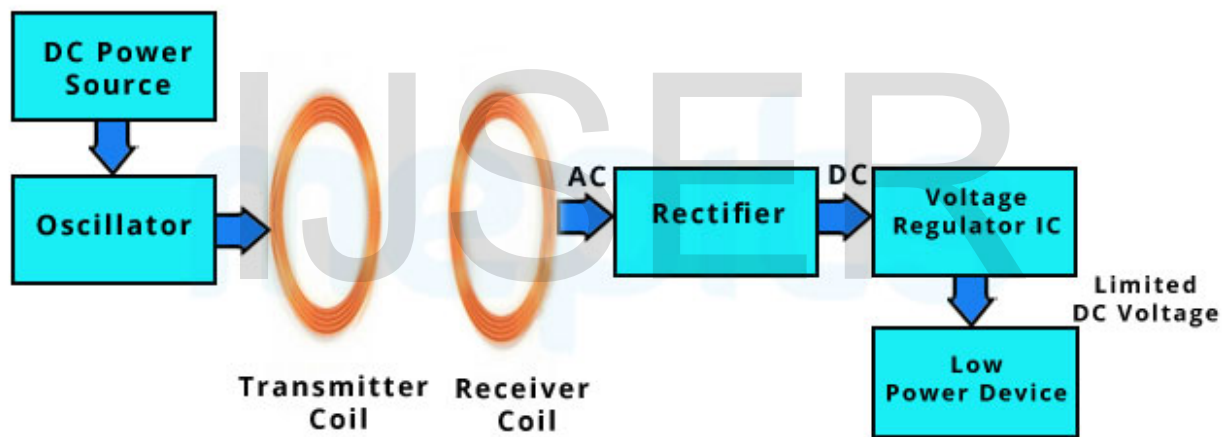 DC Power
Source
Oscillator
Transmitter
Coil
Receiver
Coil
AC
Rectifier
DC
Voltage
Regulator IC
Limited
DC Voltage
Low
Power Device
IJSER